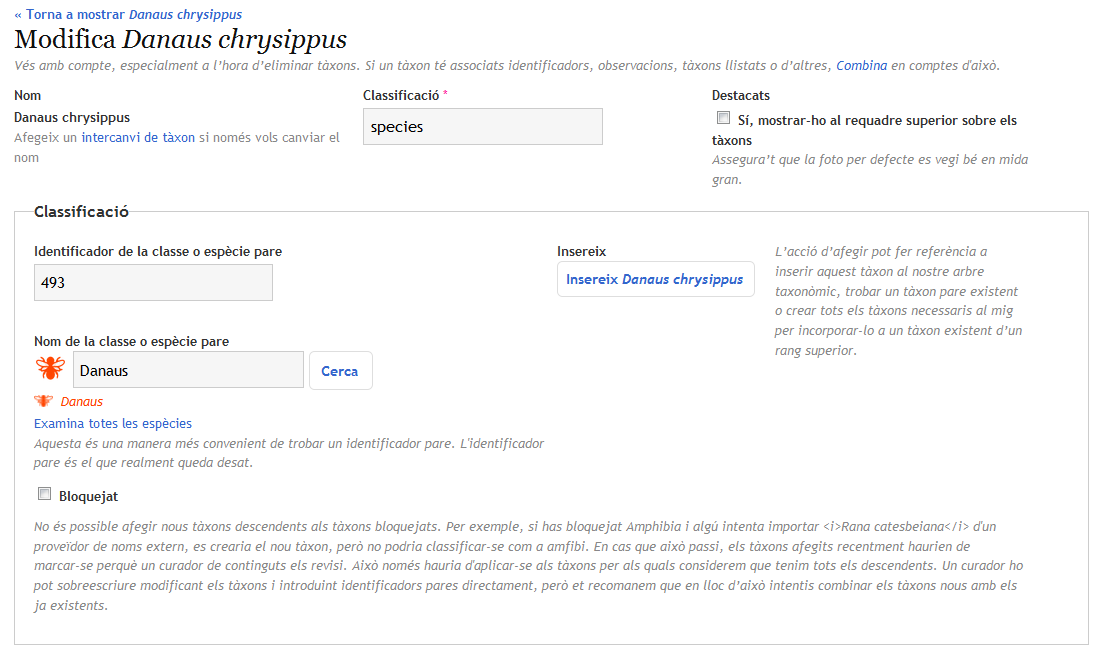 « Torna a mostrar Danaus chrysippus
Modifica Danaus chrysippus
Vés amb compte, especialment a l’hora d’eliminar tàxons. Si un tàxon té associats identificadors, observacions, tàxons llistats o d’altres, Combina en comptes d'això.
Nom
Danaus chrysippus
Afegeix un intercanvi de tàxon si només vols canviar el
nom
Classificació *
species
Destacats
Sí, mostrar-ho al requadre superior sobre els
tàxons
Assegura’t que la foto per defecte es vegi bé en mida
gran.
Classificació
Identificador de la classe o espècie pare
493
Insereix
Insereix Danaus chrysippus
L’acció d’afegir pot fer referència a
inserir aquest tàxon al nostre arbre
taxonòmic, trobar un tàxon pare existent
o crear tots els tàxons necessaris al mig
per incorporar-lo a un tàxon existent d’un
rang superior.
Nom de la classe o espècie pare
Danaus
Cerca
Danaus
Examina totes les espècies
Aquesta és una manera més convenient de trobar un identificador pare. L'identificador
pare és el que realment queda desat.
Bloquejat
No és possible afegir nous tàxons descendents als tàxons bloquejats. Per exemple, si has bloquejat Amphibia i algú intenta importar <i>Rana catesbeiana</i> d'un
proveïdor de noms extern, es crearia el nou tàxon, però no podria classificar-se com a amfibi. En cas que això passi, els tàxons afegits recentment haurien de
marcar-se perquè un curador de continguts els revisi. Això només hauria d'aplicar-se als tàxons per als quals considerem que tenim tots els descendents. Un curador ho
pot sobreescriure modificant els tàxons i introduint identificadors pares directament, però et recomanem que en lloc d’això intentis combinar els tàxons nous amb els
ja existents.